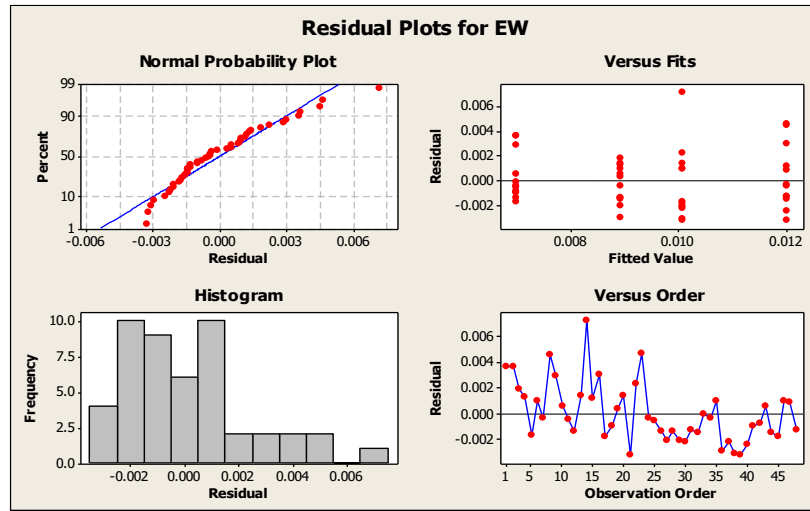 Residual Plots for EW
Normal Probability Plot
99
90
50
10
1
Percent
-0.006 -0.003 0.000 0.003 0.006
Residual
Versus Fits
0.006
0.004
0.002
0.000
-0.002
Residual
0.008 0.010 0.012
Fitted Value
Histogram
10.0
7.5
5.0
2.5
0.0
Frequency
-0.002 0.000 0.002 0.004 0.006
Residual
Versus Order
0.006
0.004
0.002
0.000
-0.002
Residual
1 5 10 15 20 25 30 35 40 45
Observation Order